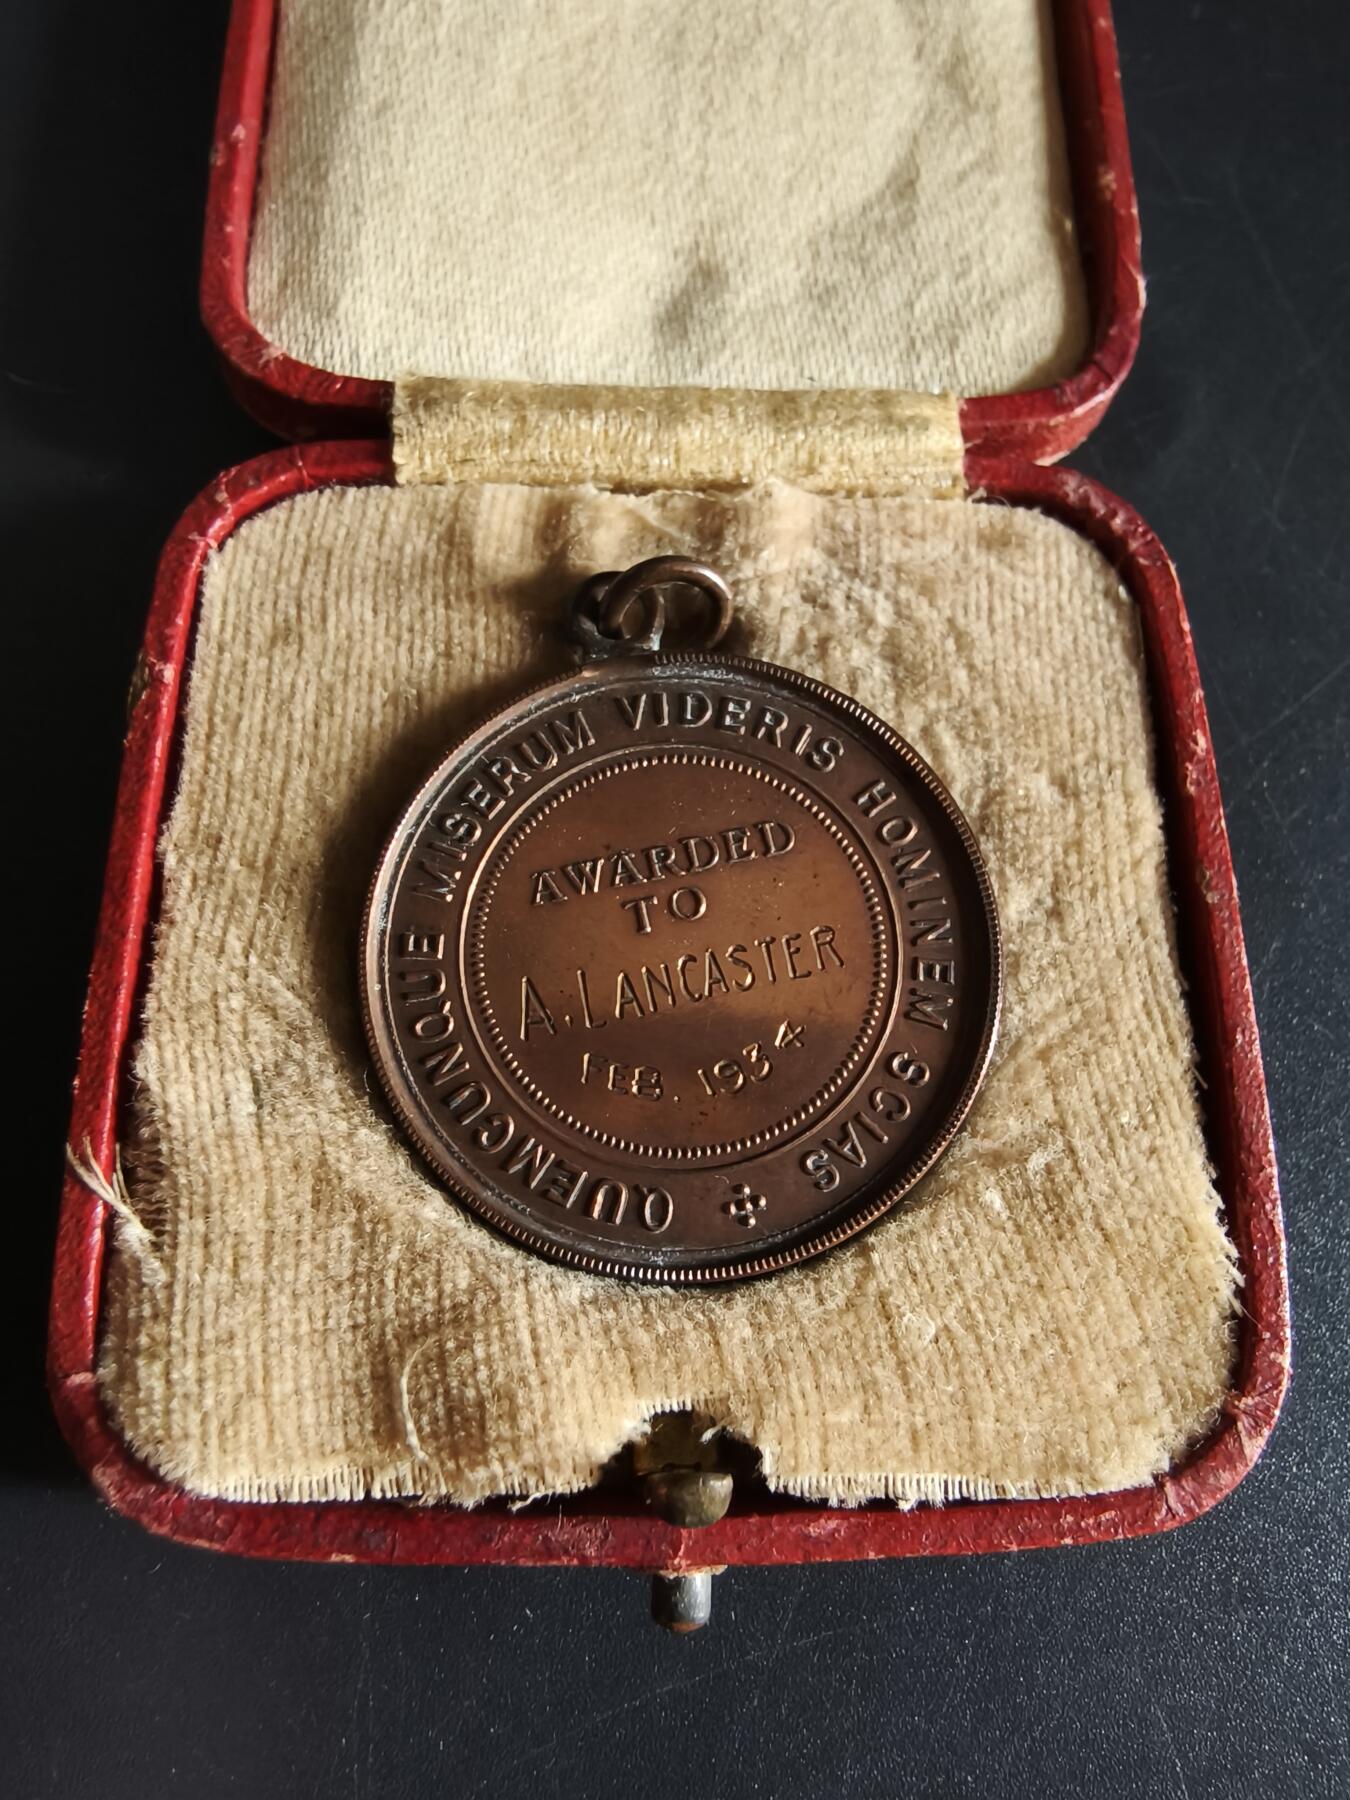 QUEMCUNQUE MISERUM VIDERIS HOMINEM SCIAS
AWARDED
TO
A. LANCASTER
FEB. 1934